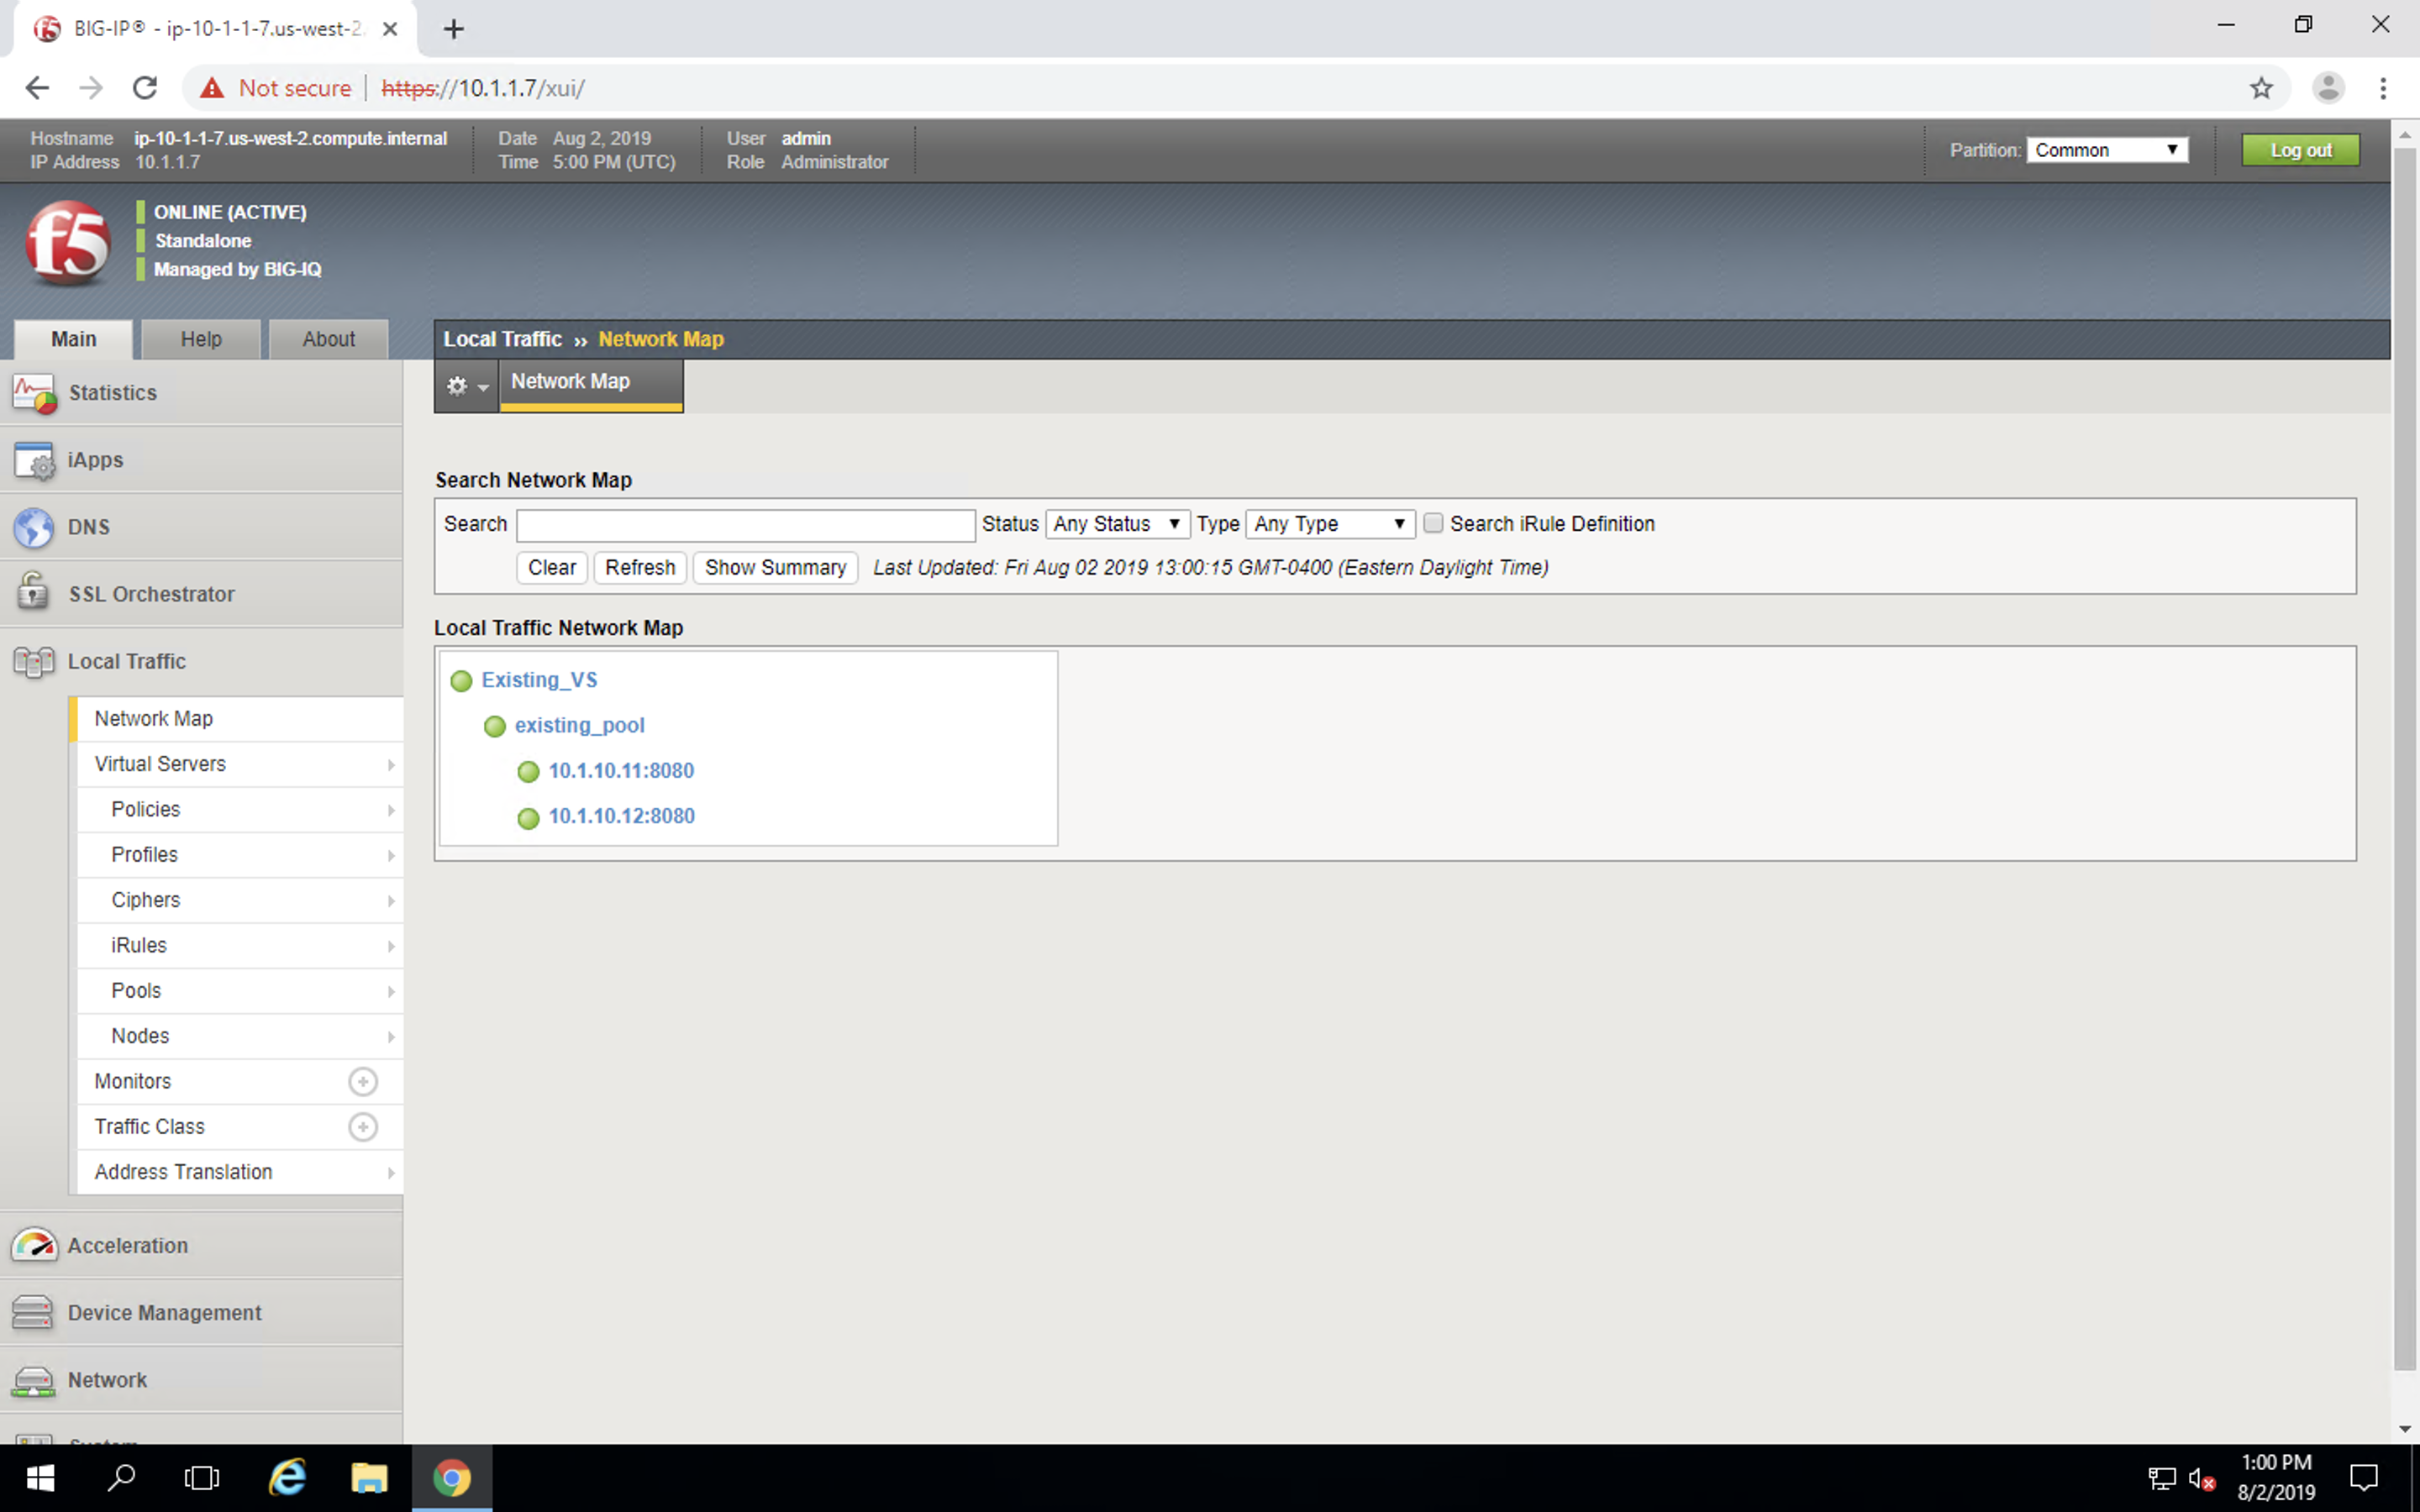 BIG-IP® - ip-10-1-1-7.us-west-2.
Not secure | https://10.1.1.7/xui/
Hostname ip-10-1-1-7.us-west-2.compute.internal Date Aug 2, 2019 User admin
IP Address 10.1.1.7 Time 5:00 PM (UTC) Role Administrator
Partition: Common Log out
f5
ONLINE (ACTIVE)
Standalone
Managed by BIG-IQ
Main Help About
Local Traffic ›› Network Map
Network Map
Statistics
iApps
DNS
SSL Orchestrator
Local Traffic
Network Map
Virtual Servers
Policies
Profiles
Ciphers
iRules
Pools
Nodes
Monitors
Traffic Class
Address Translation
Acceleration
Device Management
Network
Search Network Map
Search Status Any Status Type Any Type Search iRule Definition
Clear Refresh Show Summary Last Updated: Fri Aug 02 2019 13:00:15 GMT-0400 (Eastern Daylight Time)
Local Traffic Network Map
Existing_VS
existing_pool
10.1.10.11:8080
10.1.10.12:8080
1:00 PM
8/2/2019